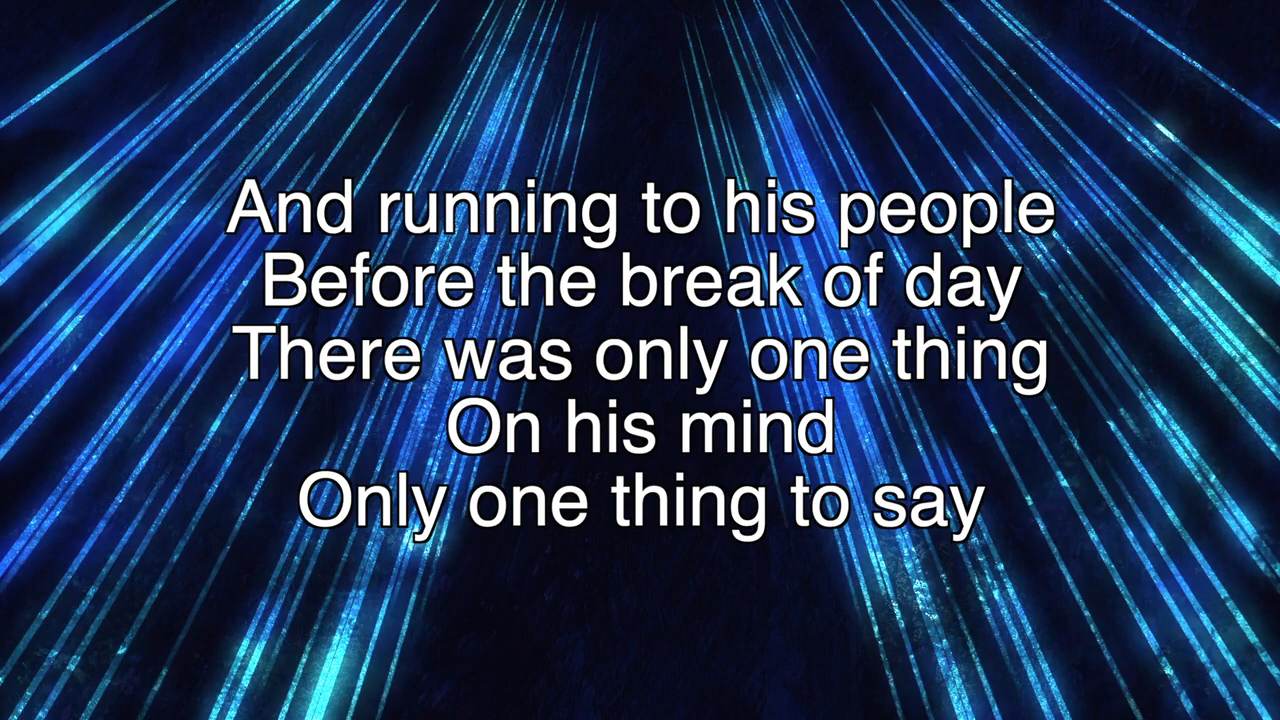 And running to his people
Before the break of day
There was only one thing
On his mind
Only one thing to say